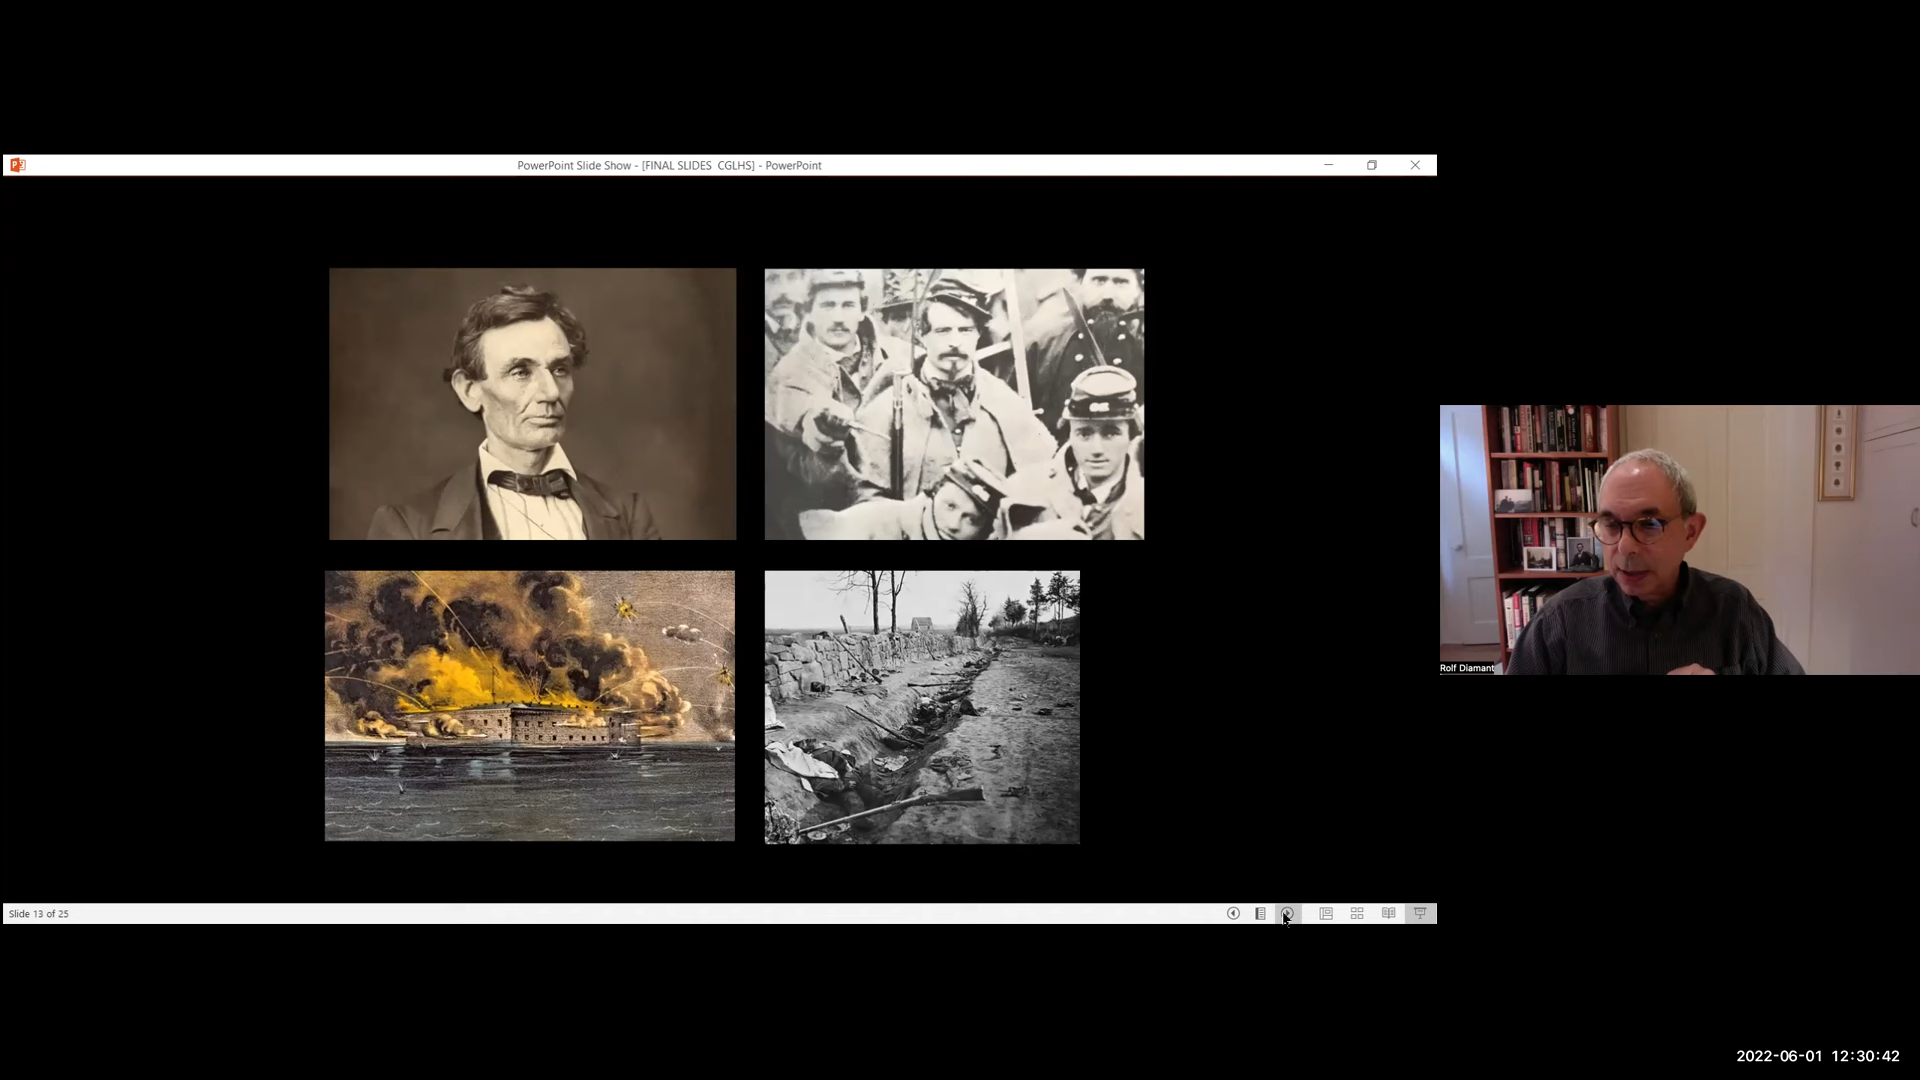 PowerPoint Slide Show - [FINAL SLIDES  CGLHS] - PowerPoint
Rolf Diamant
Slide 13 of 25
2022-06-01 12:30:42